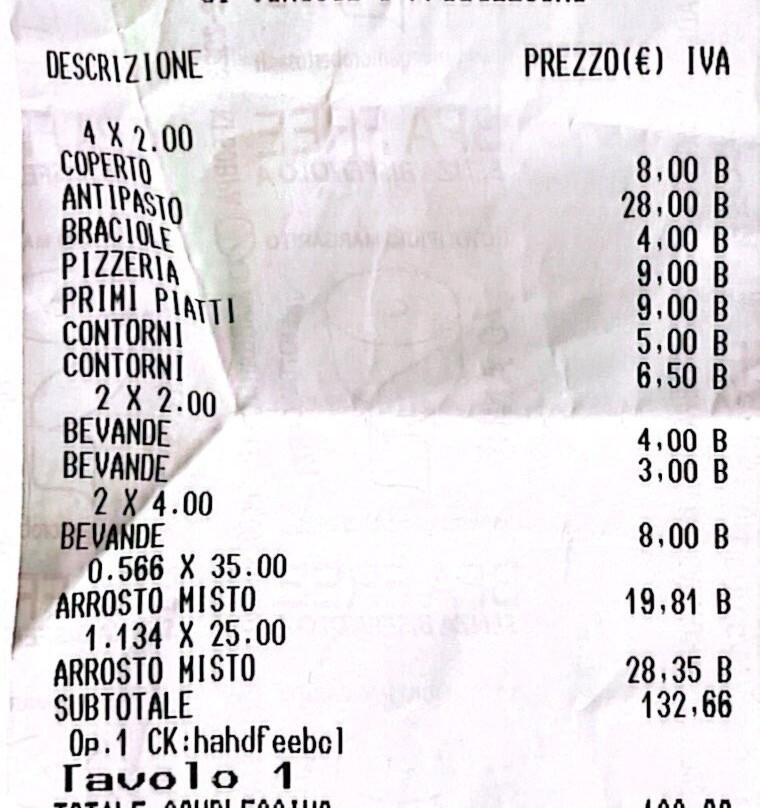 DESCRIZIONE PREZZO(€) IVA
4 X 2.00
COPERTO 8,00 B
ANTIPASTO 28,00 B
BRACIOLE 4,00 B
PIZZERIA 9,00 B
PRIMI PIATTI 9,00 B
CONTORNI 5,00 B
CONTORNI 6,50 B
2 X 2.00
BEVANDE 4,00 B
BEVANDE 3,00 B
2 X 4.00
BEVANDE 8,00 B
0.566 X 35.00
ARROSTO MISTO 19,81 B
1.134 X 25.00
ARROSTO MISTO 28,35 B
SUBTOTALE 132,66
Op.1 CK:hahdfeebcl
Tavolo 1